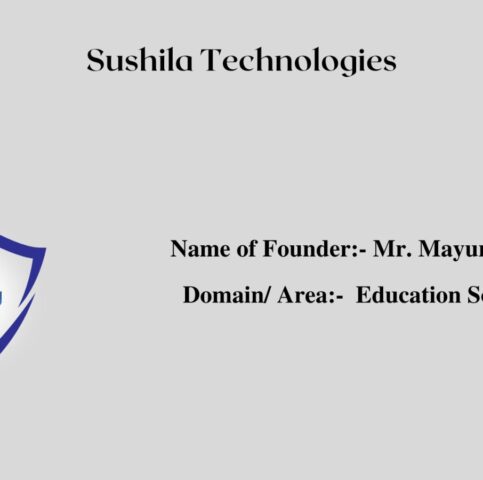 Sushila Technologies
Name of Founder:- Mr. Mayur
Domain/ Area:- Education